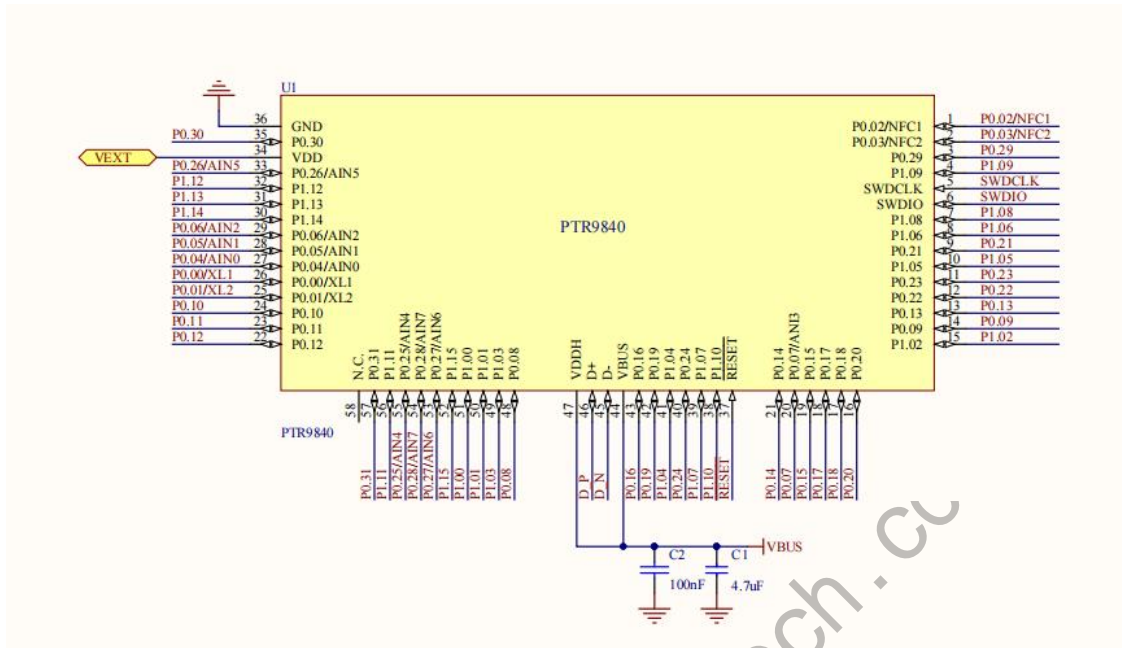 U1
36
GND
P0.30
35
P0.30
VEXT
34
VDD
P0.26/AIN5
33
P0.26/AIN5
P1.12
32
P1.12
P1.13
31
P1.13
P1.14
30
P1.14
P0.06/AIN2
29
P0.06/AIN2
P0.05/AIN1
28
P0.05/AIN1
P0.04/AIN0
27
P0.04/AIN0
P0.00/XL1
26
P0.00/XL1
P0.01/XL2
25
P0.01/XL2
P0.10
24
P0.10
P0.11
23
P0.11
P0.12
22
P0.12
PTR9840
P0.02/NFC1
1
P0.02/NFC1
P0.03/NFC2
2
P0.03/NFC2
P0.29
3
P0.29
P1.09
4
P1.09
SWDCLK
5
SWDCLK
SWDIO
6
SWDIO
P1.08
7
P1.08
P1.06
8
P1.06
P0.21
9
P0.21
P1.05
10
P1.05
P0.23
11
P0.23
P0.22
12
P0.22
P0.13
13
P0.13
P0.09
14
P0.09
P1.02
15
P1.02
N.C.
P0.31
P1.11
P0.25/AIN4
P0.28/AIN7
P0.27/AIN6
P1.15
P1.00
P1.01
P1.03
P0.08
VDDH
D+
D-
VBUS
P0.16
P0.19
P1.04
P0.24
P1.07
P1.10
RESET
P0.14
P0.07/ANI3
P0.15
P0.17
P0.18
P0.20
58
57
56
55
54
53
52
51
50
49
48
47
46
45
44
43
42
41
40
39
38
37
21
20
19
18
17
16
PTR9840
P0.31
P1.11
P0.25/AIN4
P0.28/AIN7
P0.27/AIN6
P1.15
P1.00
P1.01
P1.03
P0.08
D_P
D_N
P0.16
P0.19
P1.04
P0.24
P1.07
P1.10
RESET
P0.14
P0.07
P0.15
P0.17
P0.18
P0.20
VBUS
C2
100nF
C1
4.7uF